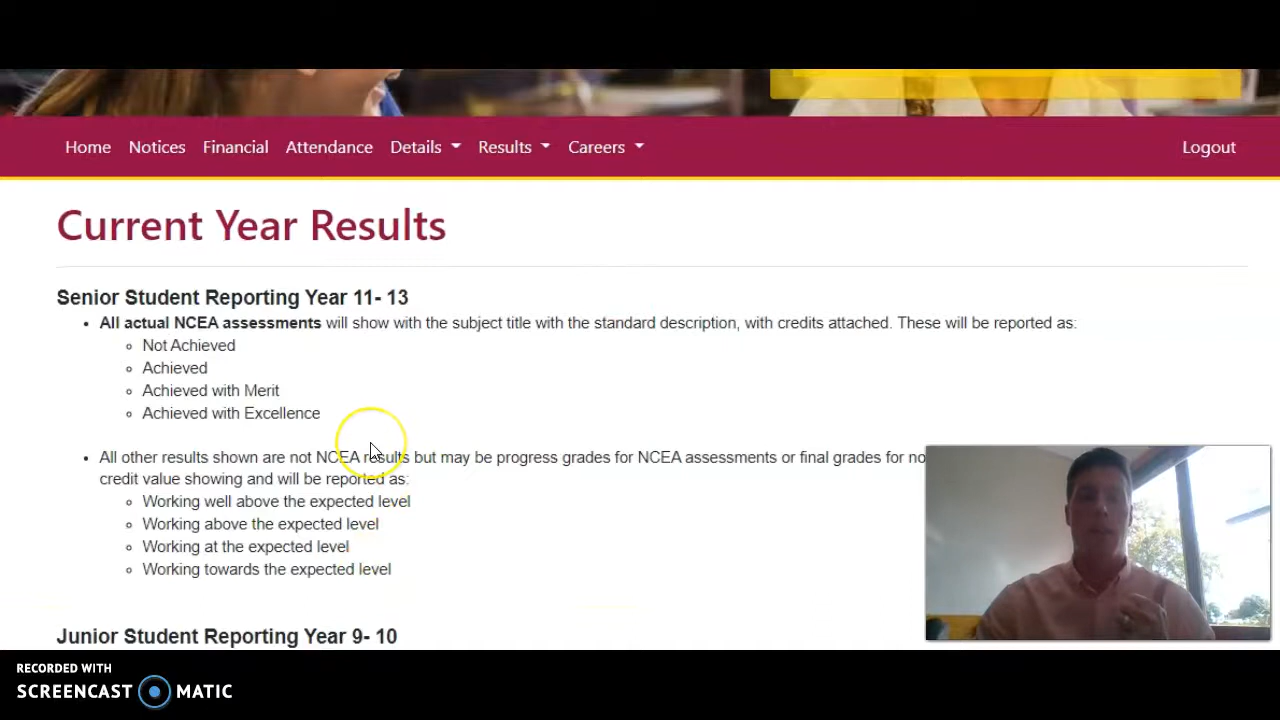 Home Notices Financial Attendance Details Results Careers Logout
Current Year Results
Senior Student Reporting Year 11- 13
All actual NCEA assessments will show with the subject title with the standard description, with credits attached. These will be reported as:
Not Achieved
Achieved
Achieved with Merit
Achieved with Excellence
All other results shown are not NCEA results but may be progress grades for NCEA assessments or final grades for
credit value showing and will be reported as:
Working well above the expected level
Working above the expected level
Working at the expected level
Working towards the expected level
Junior Student Reporting Year 9- 10
RECORDED WITH
SCREENCAST MATIC